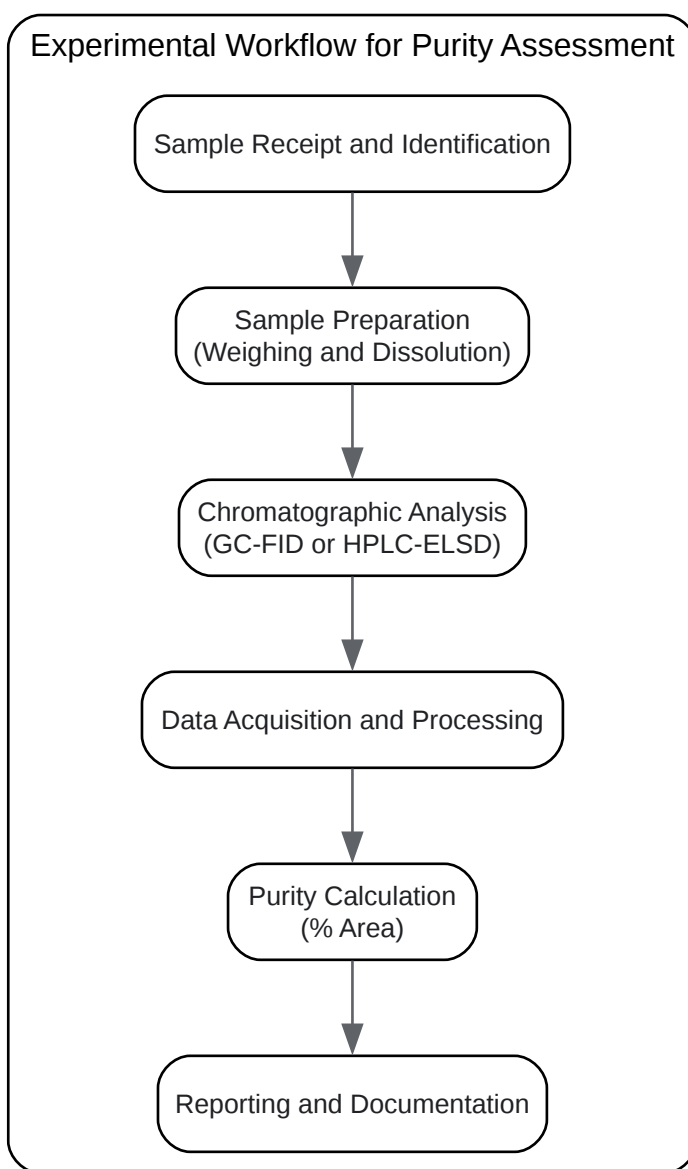 Experimental Workflow for Purity Assessment
Sample Receipt and Identification
Sample Preparation
(Weighing and Dissolution)
Chromatographic Analysis
(GC-FID or HPLC-ELSD)
Data Acquisition and Processing
Purity Calculation
(% Area)
Reporting and Documentation